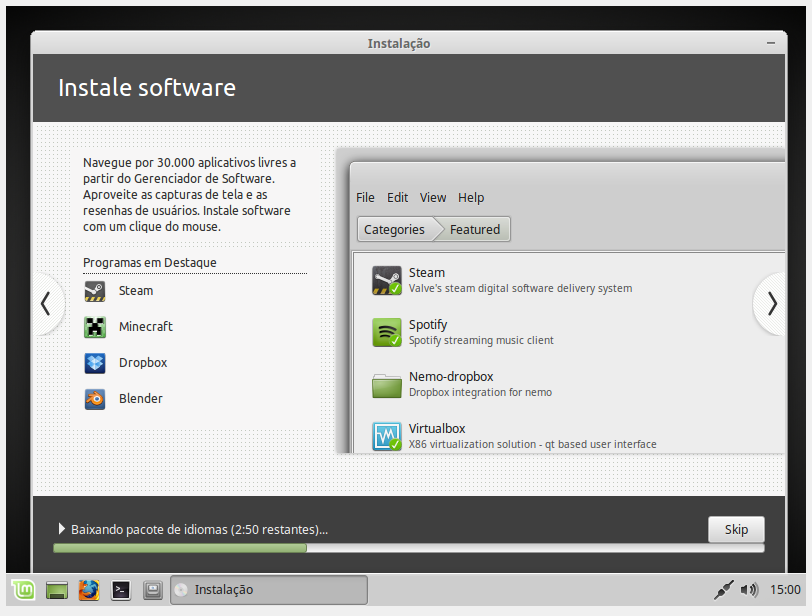 Instalação
Instale software
Navegue por 30.000 aplicativos livres a
partir do Gerenciador de Software.
Aproveite as capturas de tela e as
resenhas de usuários. Instale software
com um clique do mouse.
Programas em Destaque
Steam
Minecraft
Dropbox
Blender
File Edit View Help
Categories Featured
Steam
Valve's steam digital software delivery system
Spotify
Spotify streaming music client
Nemo-dropbox
Dropbox integration for nemo
Virtualbox
X86 virtualization solution - qt based user interface
Baixando pacote de idiomas (2:50 restantes)...
Skip
Instalação
15:00